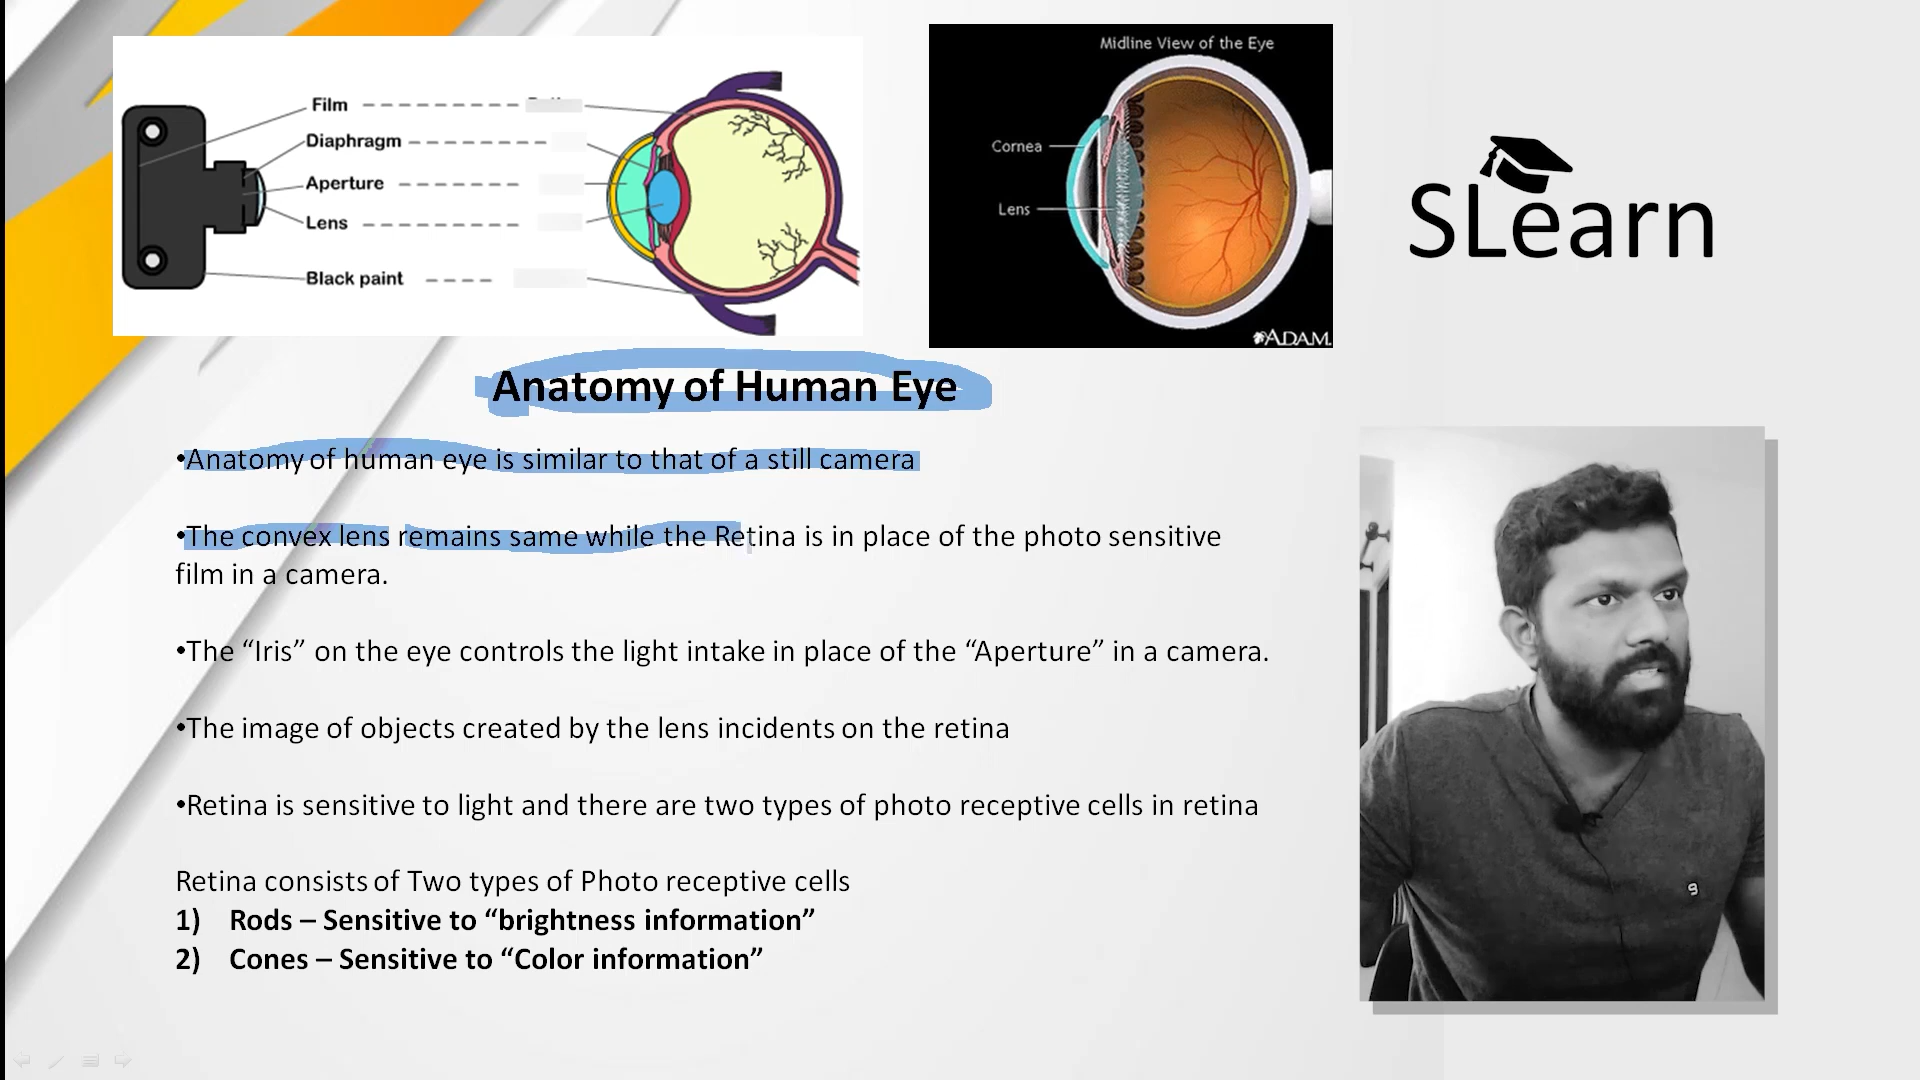 Film
Diaphragm
Aperture
Lens
Black paint
Midline View of the Eye
Cornea
Lens
ADAM.
SLearn
Anatomy of Human Eye
•Anatomy of human eye is similar to that of a still camera
•The convex lens remains same while the Retina is in place of the photo sensitive
film in a camera.
•The “Iris” on the eye controls the light intake in place of the “Aperture” in a camera.
•The image of objects created by the lens incidents on the retina
•Retina is sensitive to light and there are two types of photo receptive cells in retina
Retina consists of Two types of Photo receptive cells
1) Rods – Sensitive to “brightness information”
2) Cones – Sensitive to “Color information”